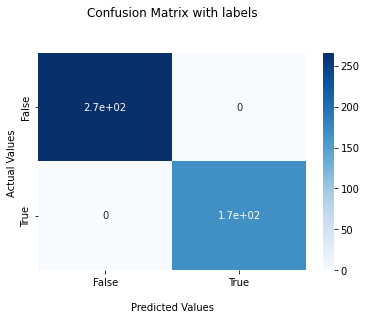 Confusion Matrix with labels
False
2.7e+02
0
250
200
150
Actual Values
True
0
1.7e+02
100
50
0
False
True
Predicted Values